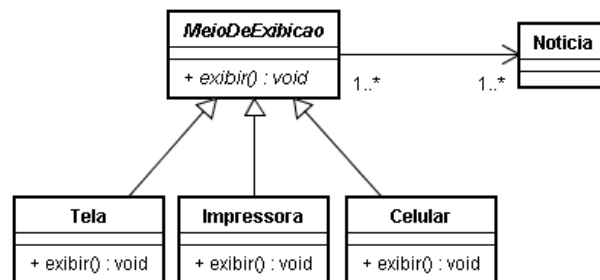 MeioDeExibicao
+ exibir() : void
Noticia
1..*
1..*
Tela
+ exibir() : void
Impressora
+ exibir() : void
Celular
+ exibir() : void